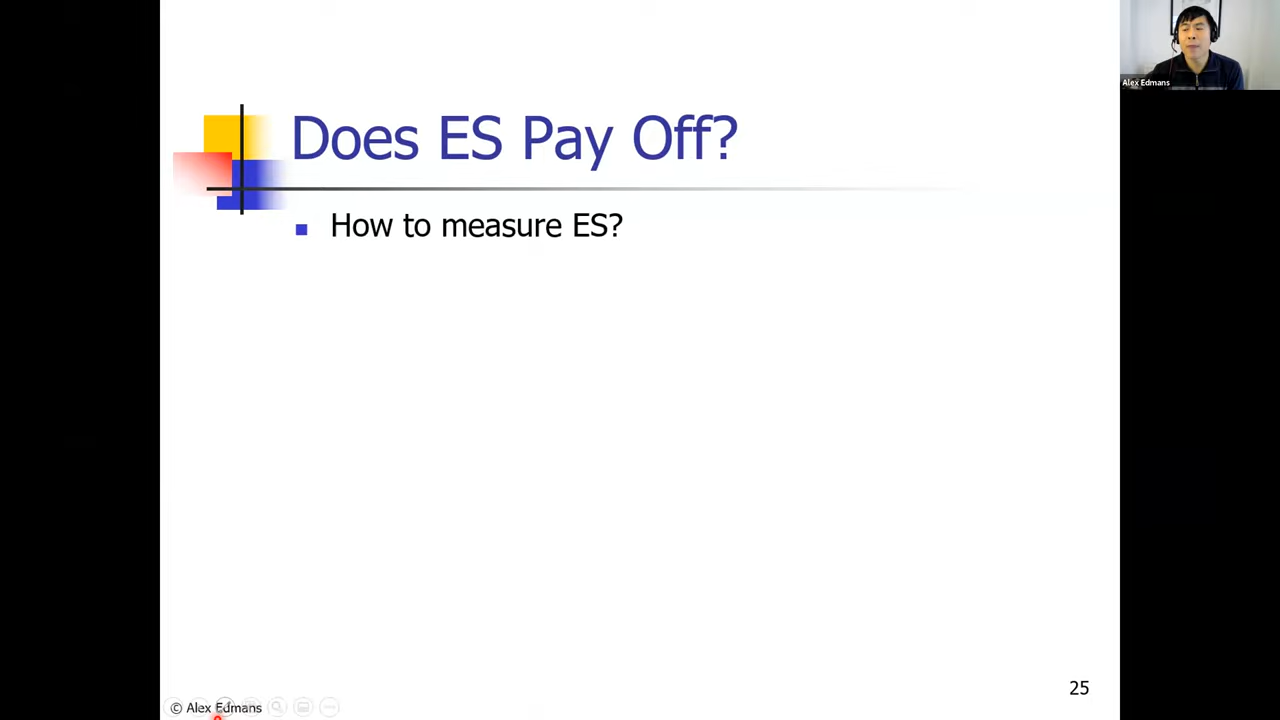 Alex Edmans
Does ES Pay Off?
How to measure ES?
25
© Alex Edmans